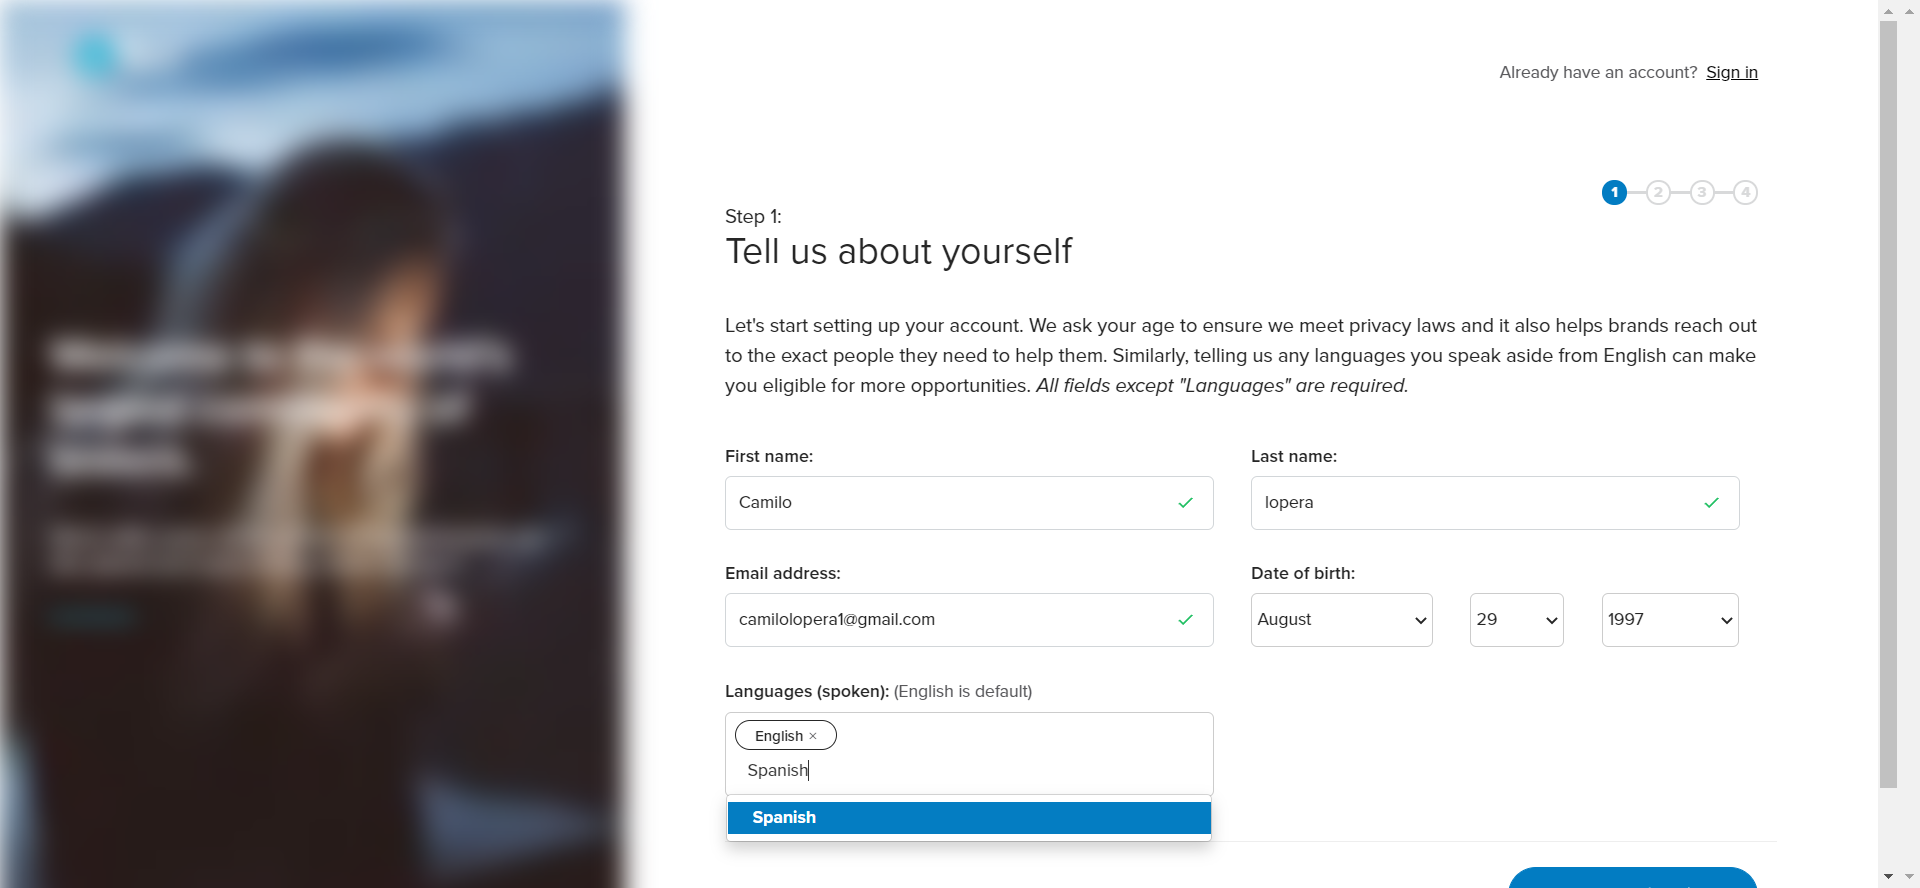 Already have an account? Sign in
1 2 3 4
Step 1:
Tell us about yourself
Let's start setting up your account. We ask your age to ensure we meet privacy laws and it also helps brands reach out
to the exact people they need to help them. Similarly, telling us any languages you speak aside from English can make
you eligible for more opportunities. All fields except "Languages" are required.
First name:
Last name:
Camilo
lopera
Email address:
Date of birth:
camilolopera1@gmail.com
August
29
1997
Languages (spoken): (English is default)
English ×
Spanish
Spanish